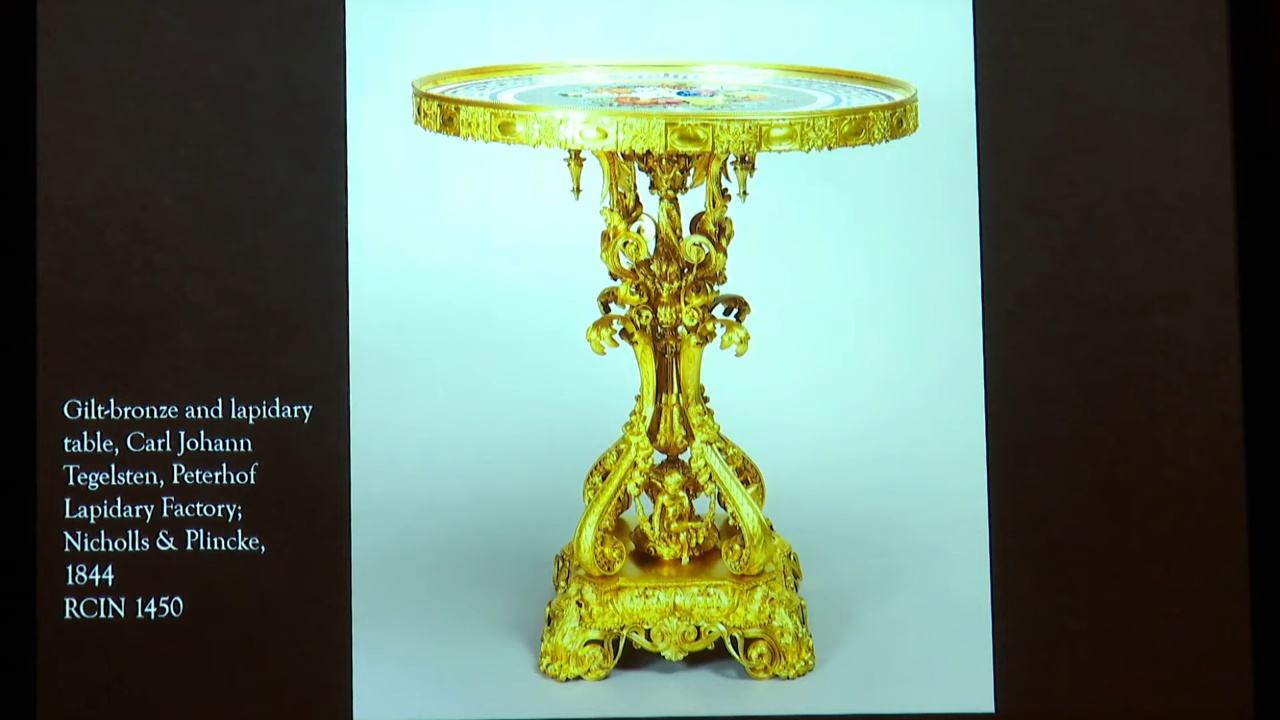 Gilt-bronze and lapidary
table, Carl Johann
Tegelsten, Peterhof
Lapidary Factory;
Nicholls & Plincke,
1844
RCIN 1450